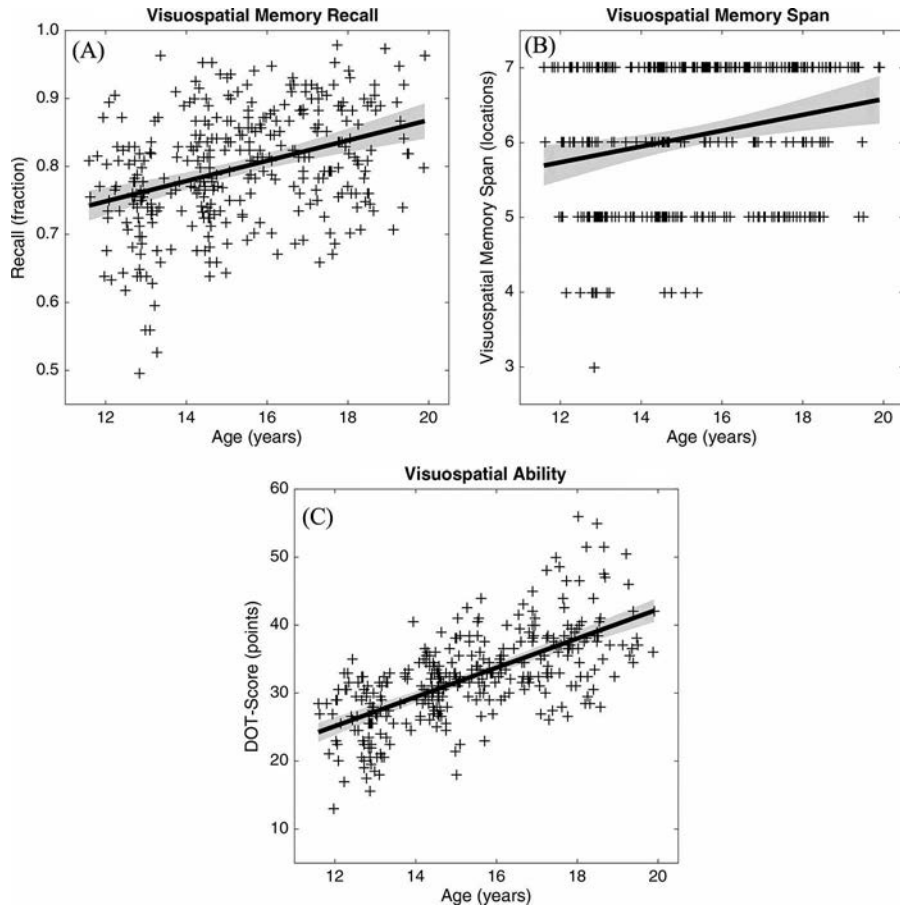 Visuospatial Memory Recall
(A)
1.0
0.9
0.8
0.7
0.6
0.5
Recall (fraction)
12 14 16 18 20
Age (years)
Visuospatial Memory Span
(B)
7
6
5
4
3
Visuospatial Memory Span (locations)
12 14 16 18 20
Age (years)
Visuospatial Ability
(C)
60
50
40
30
20
10
DOT-Score (points)
12 14 16 18 20
Age (years)